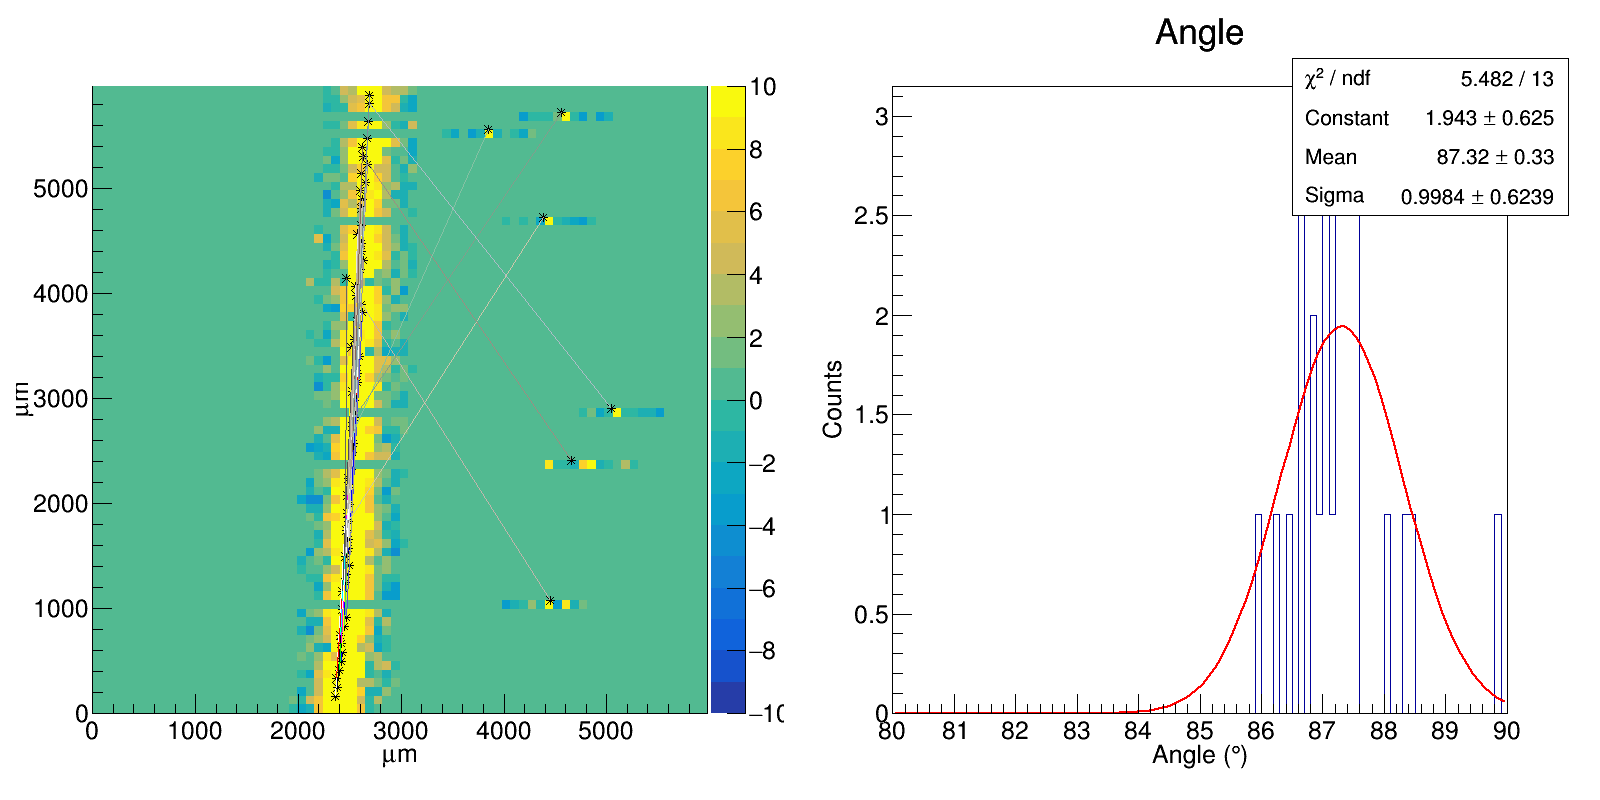 Angle
χ² / ndf 5.482 / 13
Constant 1.943 ± 0.625
Mean 87.32 ± 0.33
Sigma 0.9984 ± 0.6239
μm
5000
4000
3000
2000
1000
0
0 1000 2000 3000 4000 5000
μm
10
8
6
4
2
0
−2
−4
−6
−8
−10
Counts
3
2.5
2
1.5
1
0.5
0
80 81 82 83 84 85 86 87 88 89 90
Angle (°)